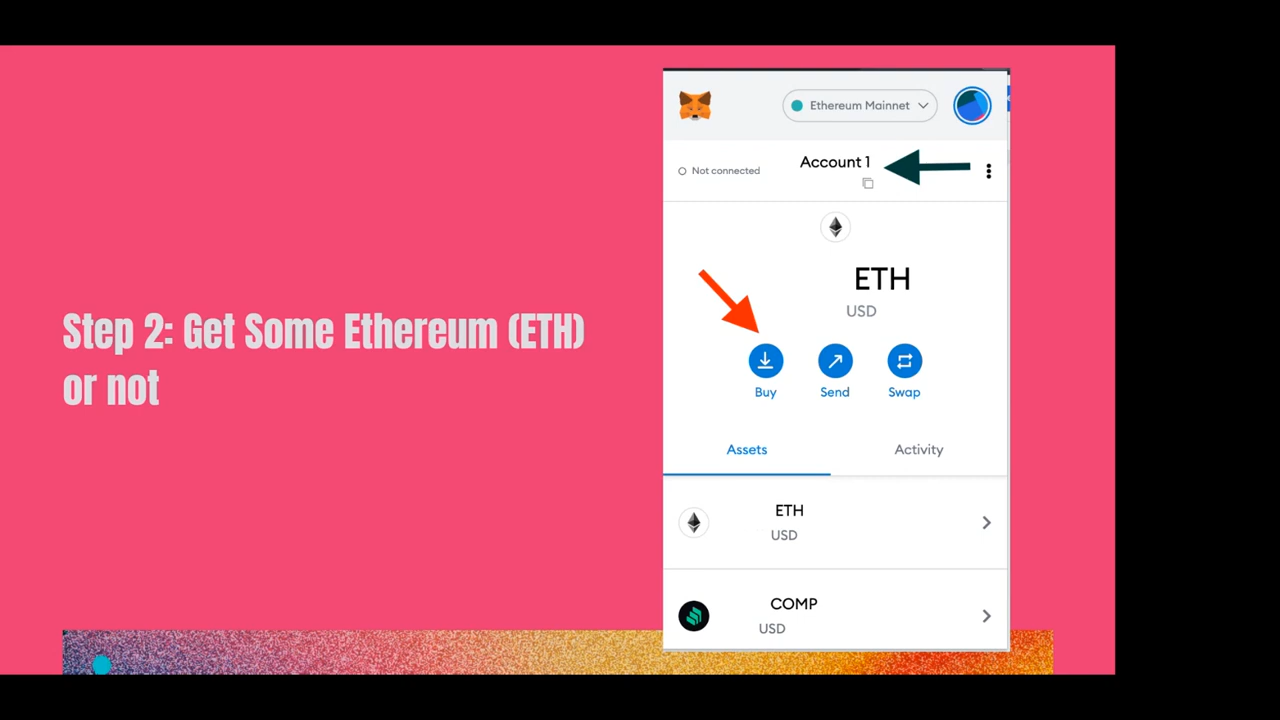 Step 2: Get Some Ethereum (ETH)
or not
Ethereum Mainnet
Not connected
Account 1
ETH
USD
Buy
Send
Swap
Assets
Activity
ETH
USD
COMP
USD